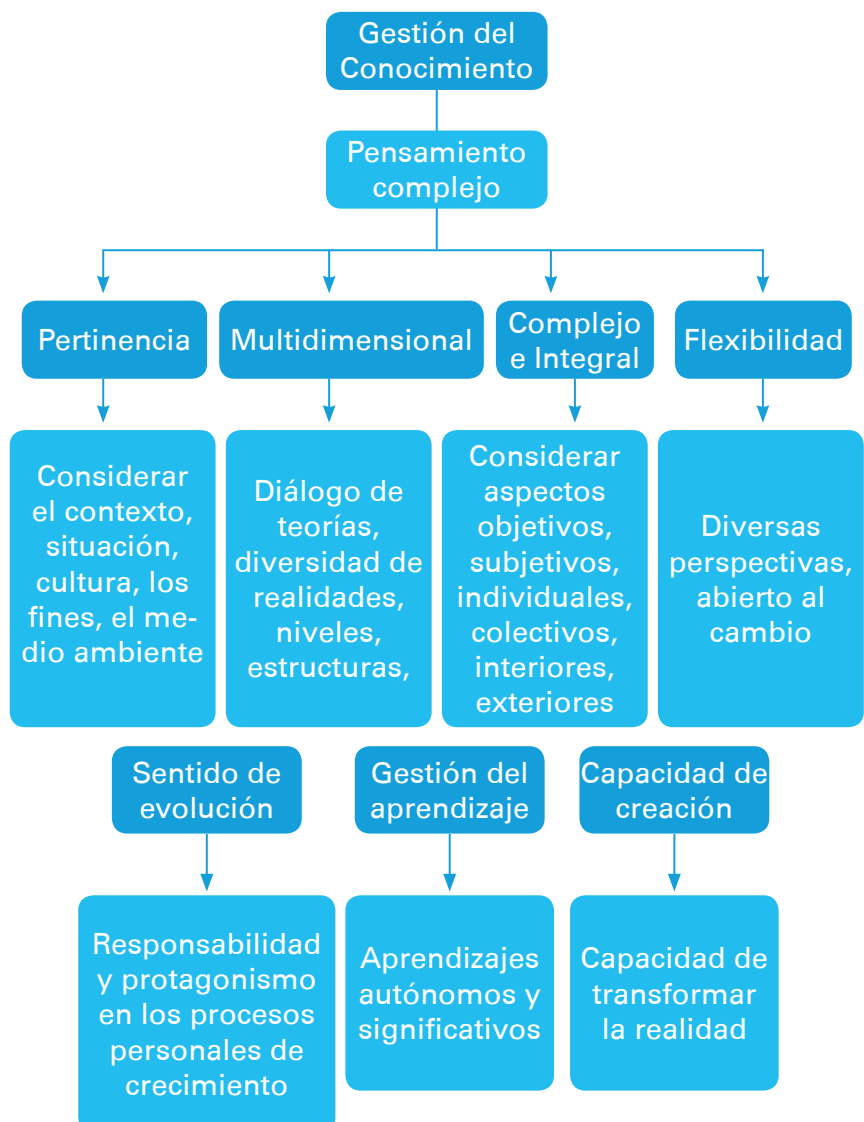 Gestión del
Conocimiento
Pensamiento
complejo
Pertinencia
Multidimensional
Complejo
e Integral
Flexibilidad
Considerar
el contexto,
situación,
cultura, los
fines, el me-
dio ambiente
Diálogo de
teorías,
diversidad de
realidades,
niveles,
estructuras,
Considerar
aspectos
objetivos,
subjetivos,
individuales,
colectivos,
interiores,
exteriores
Diversas
perspectivas,
abierto al
cambio
Sentido de
evolución
Gestión del
aprendizaje
Capacidad de
creación
Responsabilidad
y protagonismo
en los procesos
personales de
crecimiento
Aprendizajes
autónomos y
significativos
Capacidad de
transformar
la realidad